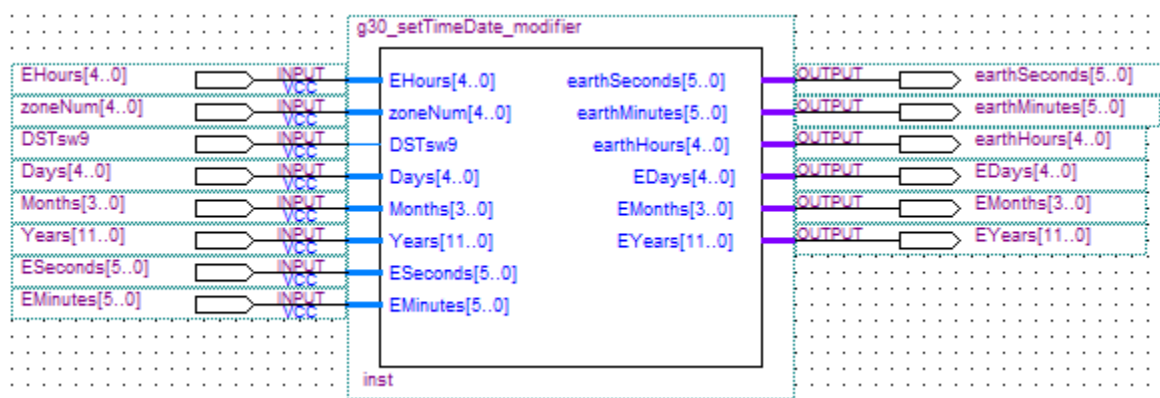 g30_setTimeDate_modifier
EHours[4..0] INPUT VCC EHours[4..0] earthSeconds[5..0] OUTPUT earthSeconds[5..0]
zoneNum[4..0] INPUT VCC zoneNum[4..0] earthMinutes[5..0] OUTPUT earthMinutes[5..0]
DSTsw9 INPUT VCC DSTsw9 earthHours[4..0] OUTPUT earthHours[4..0]
Days[4..0] INPUT VCC Days[4..0] EDays[4..0] OUTPUT EDays[4..0]
Months[3..0] INPUT VCC Months[3..0] EMonths[3..0] OUTPUT EMonths[3..0]
Years[11..0] INPUT VCC Years[11..0] EYears[11..0] OUTPUT EYears[11..0]
ESeconds[5..0] INPUT VCC ESeconds[5..0]
EMinutes[5..0] INPUT VCC EMinutes[5..0]
inst